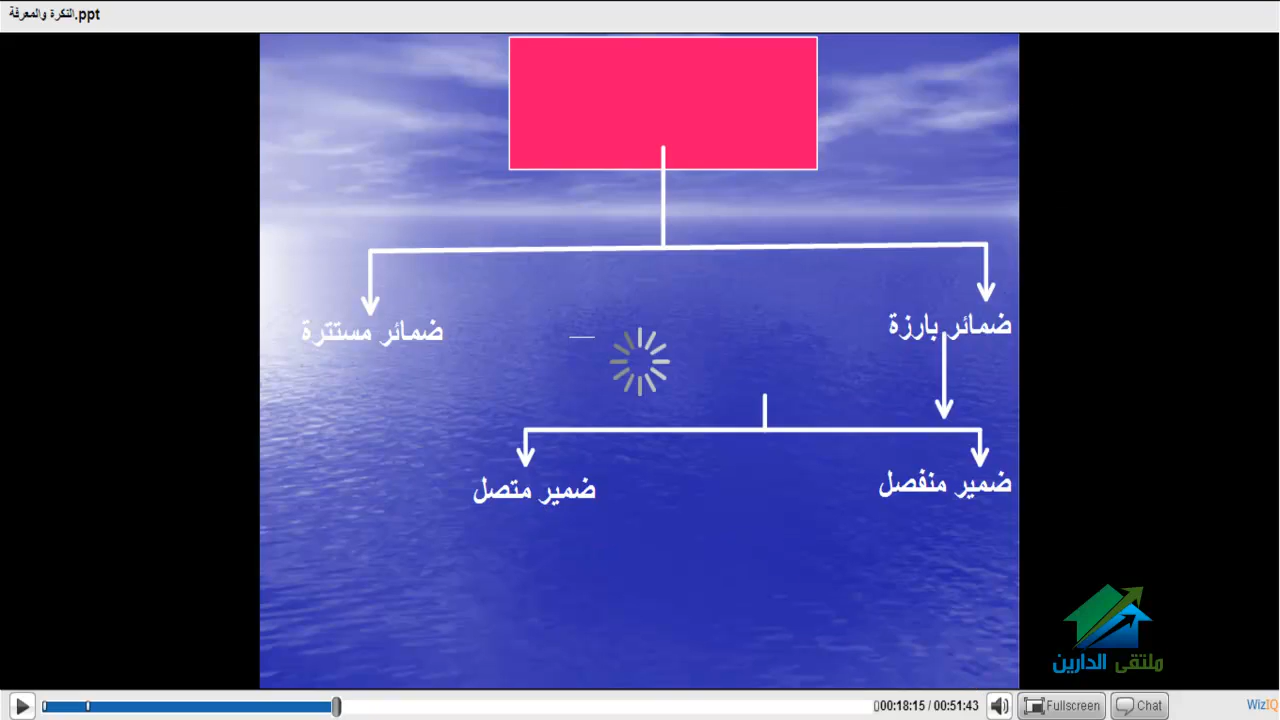 النكرة والمعرفة.ppt
ضمائر بارزة
ضمائر مستترة
ضمير منفصل
ضمير متصل
ملتقى الدارين
00:18:15 / 00:51:43
Fullscreen
Chat
WizIQ